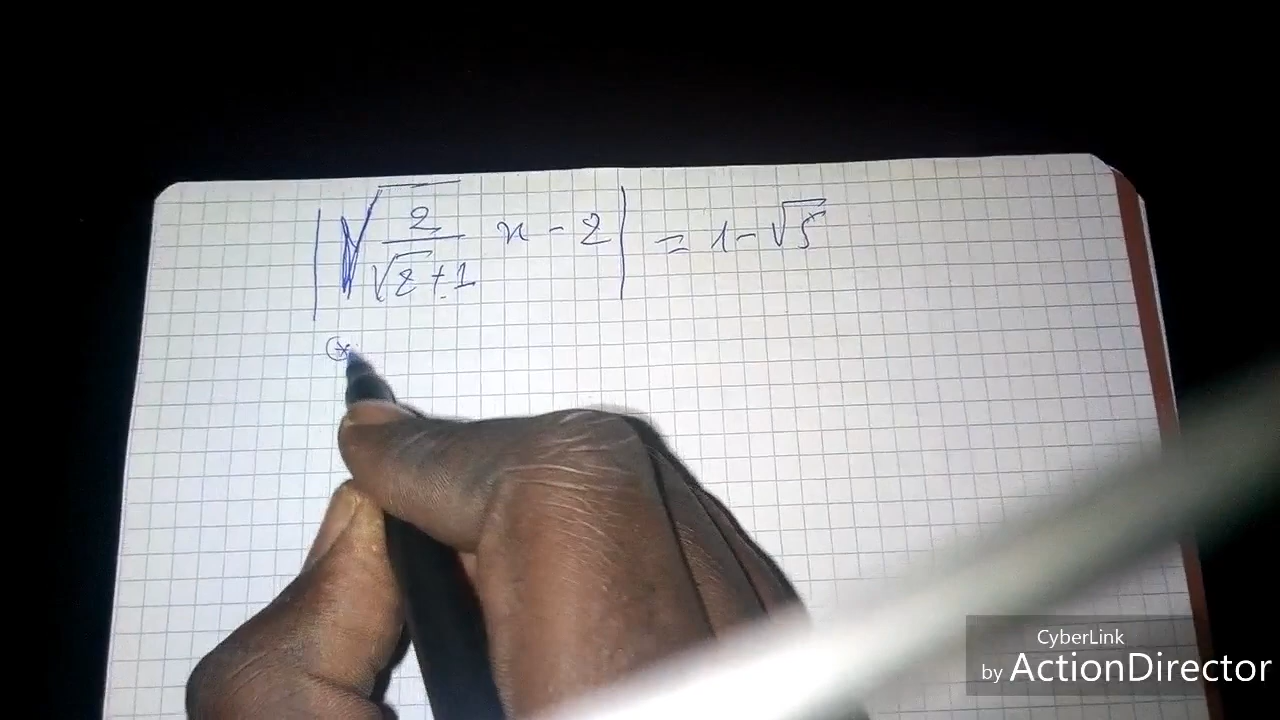 |√(2/(√2+1)) x - 2| = 1 - √5
⊛
CyberLink
by ActionDirector